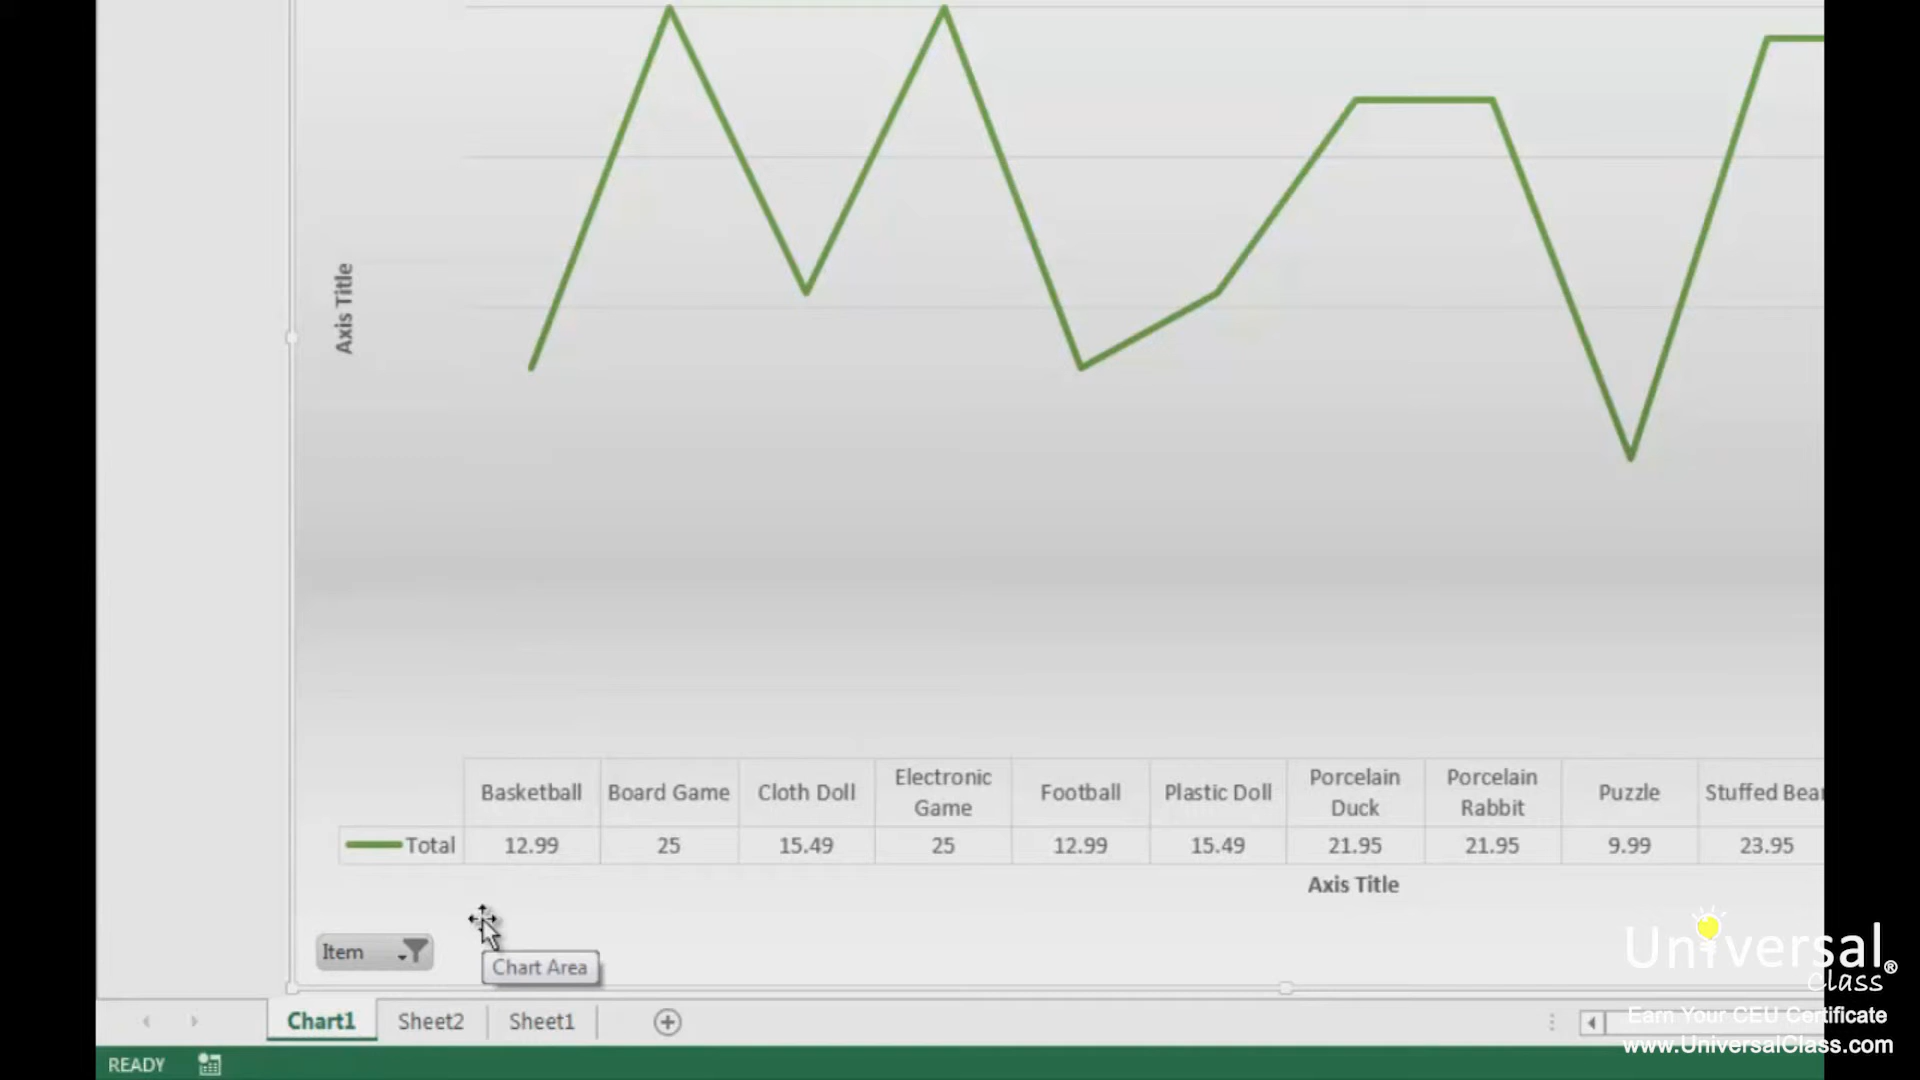 Axis Title
Basketball Board Game Cloth Doll Electronic Game Football Plastic Doll Porcelain Duck Porcelain Rabbit Puzzle Stuffed Bear
Total 12.99 25 15.49 25 12.99 15.49 21.95 21.95 9.99 23.95
Axis Title
Item
Chart Area
Universal®
Class
Earn Your CEU Certificate
www.UniversalClass.com
Chart1 Sheet2 Sheet1
READY